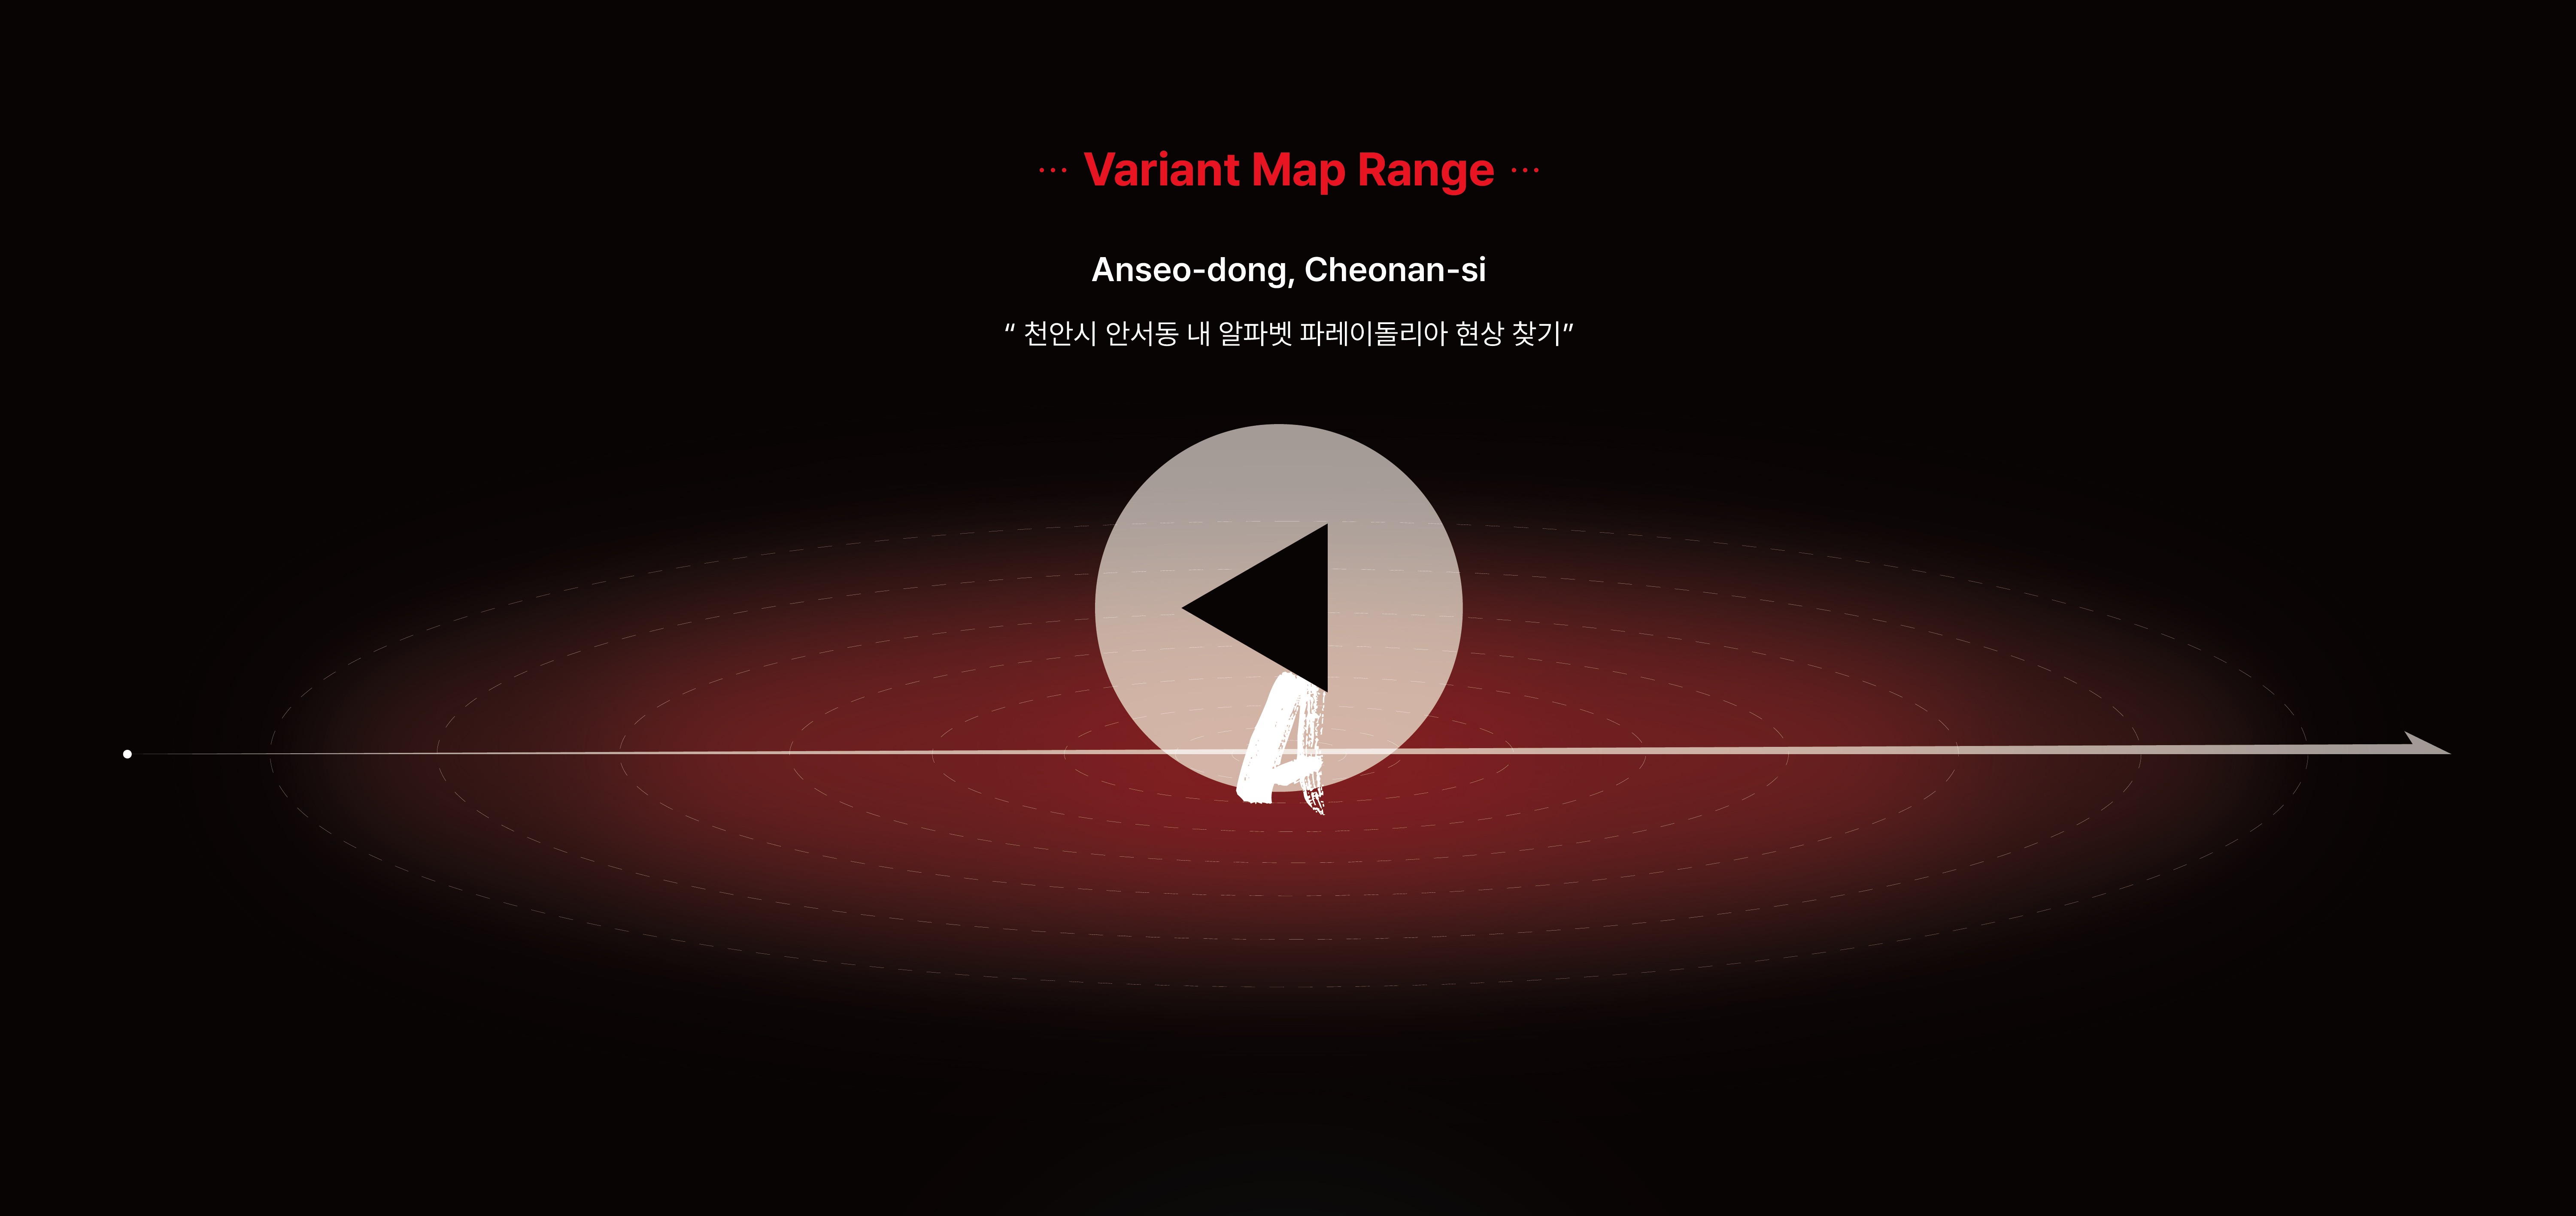 ··· Variant Map Range ···
Anseo-dong, Cheonan-si
“ 천안시 안서동 내 알파벳 파레이돌리아 현상 찾기”
A